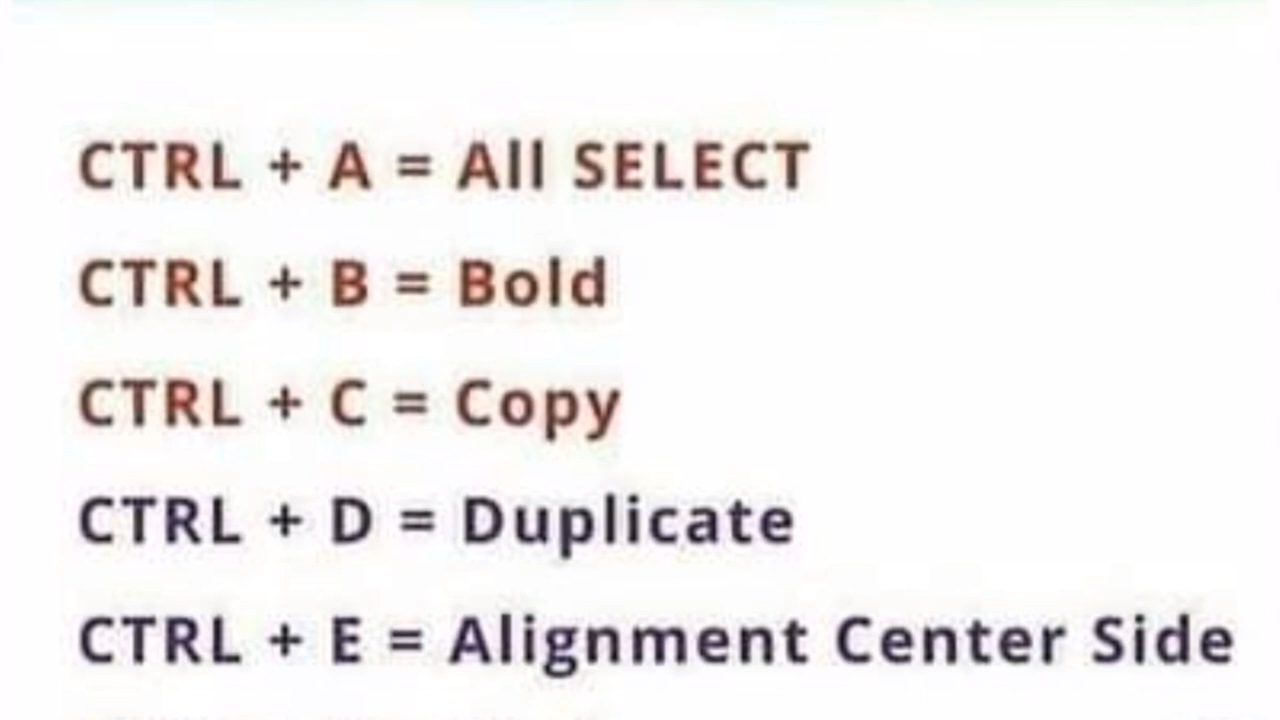 CTRL + A = All SELECT
CTRL + B = Bold
CTRL + C = Copy
CTRL + D = Duplicate
CTRL + E = Alignment Center Side